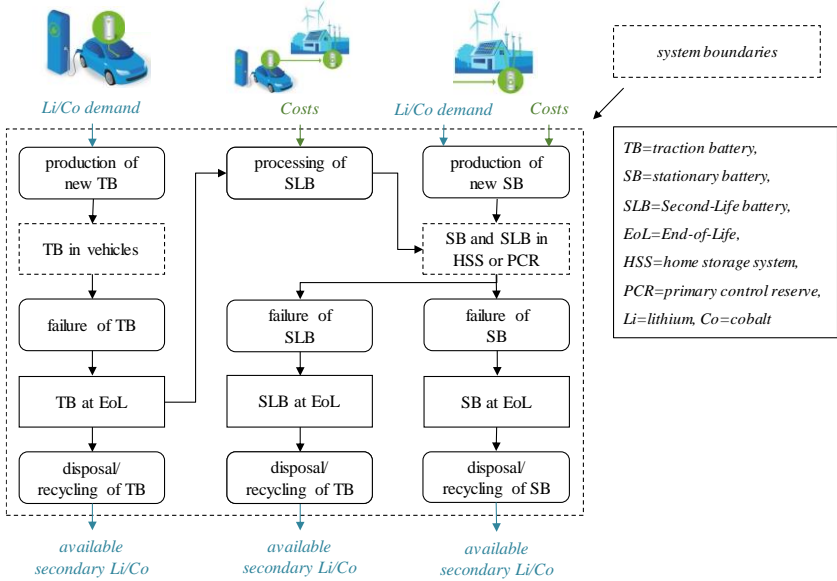 system boundaries
Li/Co demand
Costs
Li/Co demand
Costs
production of
new TB
processing of
SLB
production of
new SB
TB in vehicles
SB and SLB in
HSS or PCR
failure of TB
failure of
SLB
failure of
SB
TB at EoL
SLB at EoL
SB at EoL
disposal/
recycling of TB
disposal/
recycling of TB
disposal/
recycling of SB
available
secondary Li/Co
available
secondary Li/Co
available
secondary Li/Co
TB=traction battery,
SB=stationary battery,
SLB=Second-Life battery,
EoL=End-of-Life,
HSS=home storage system,
PCR=primary control reserve,
Li=lithium, Co=cobalt